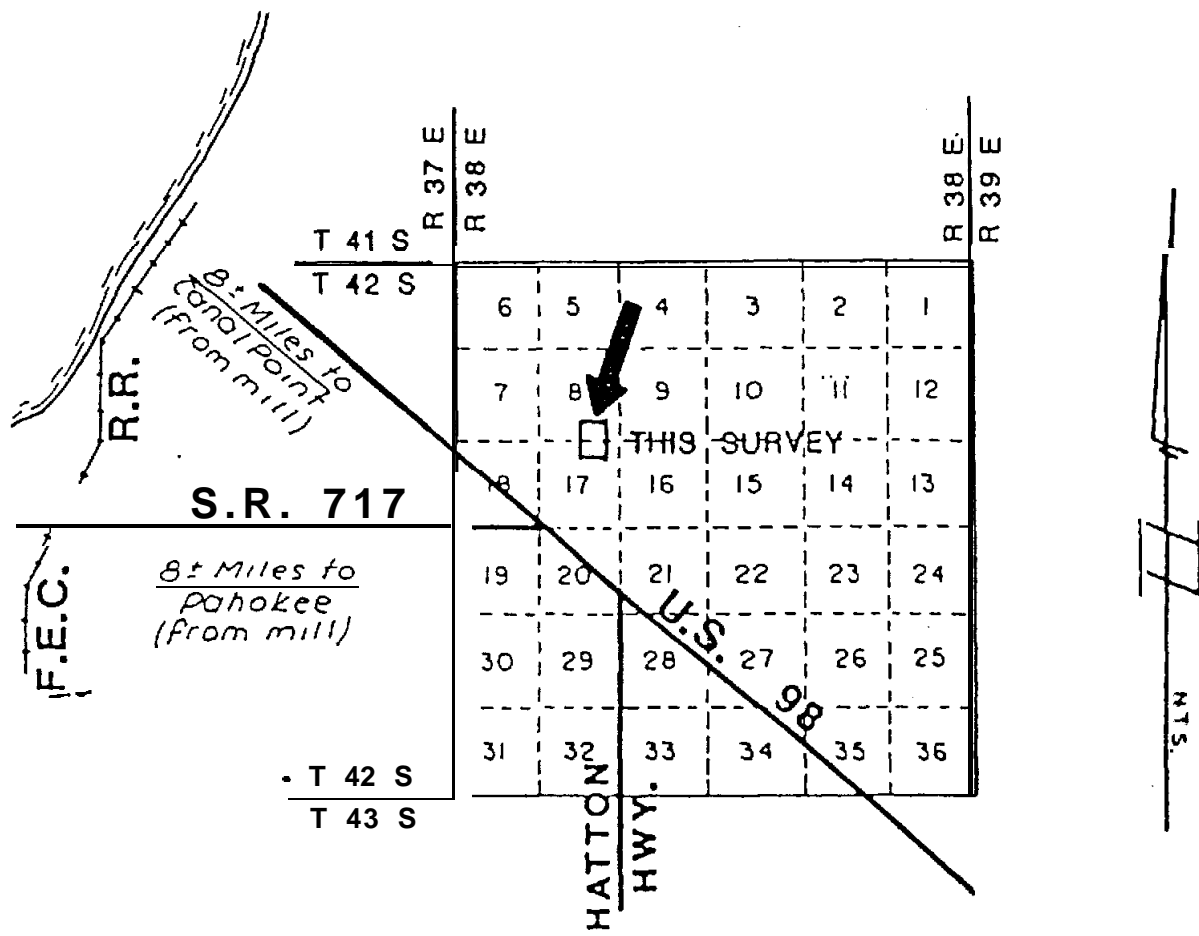 R 37 E
R 38 E
R 38 E
R 39 E
T 41 S
T 42 S
8± Miles to
Canal Point
(from mill)
R.R.
6 5 4 3 2 1
7 8 9 10 11 12
THIS SURVEY
18 17 16 15 14 13
S.R. 717
8± Miles to
Pahokee
(from mill)
F.E.C.
19 20 21 22 23 24
U.S. 98
30 29 28 27 26 25
31 32 33 34 35 36
T 42 S
T 43 S
HATTON
HWY.
N
N.T.S.